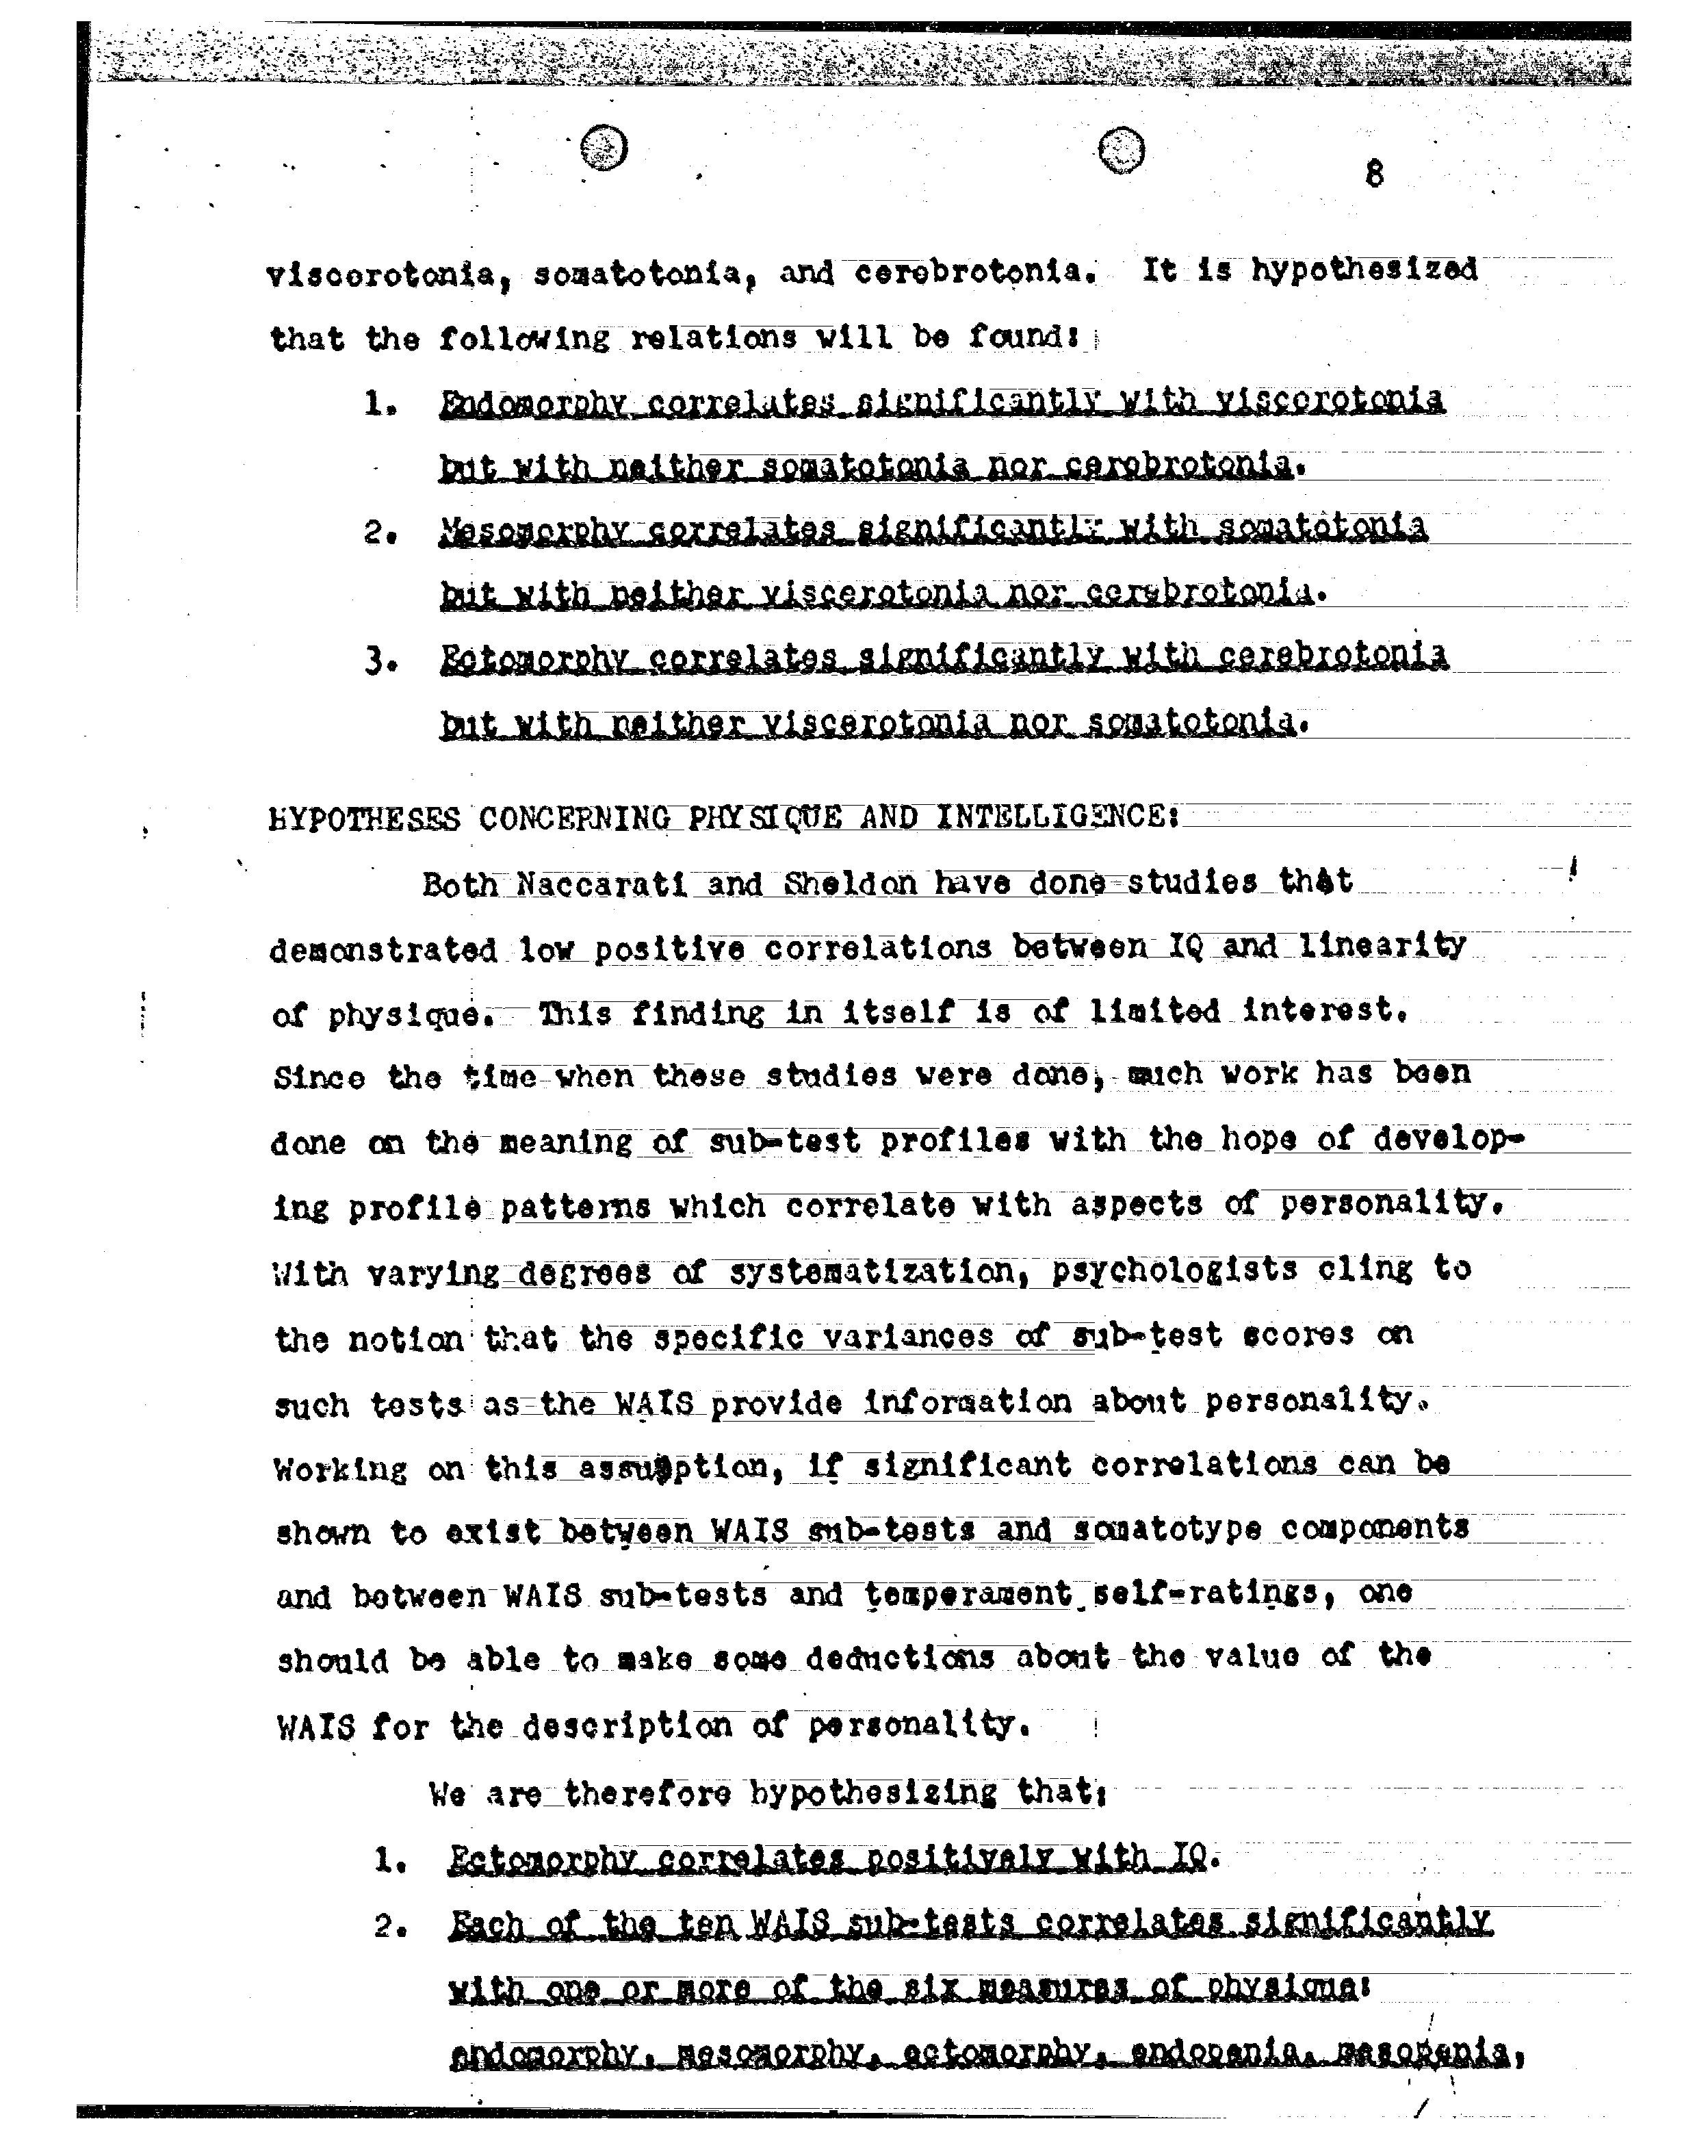 8
viscerotonia, somatotonia, and cerebrotonia. It is hypothesized
that the following relations will be found:
1. Endomorphy correlates significantly with viscerotonia
but with neither somatotonia nor cerebrotonia.
2. Mesomorphy correlates significantly with somatotonia
but with neither viscerotonia nor cerebrotonia.
3. Ectomorphy correlates significantly with cerebrotonia
but with neither viscerotonia nor somatotonia.
HYPOTHESES CONCERNING PHYSIQUE AND INTELLIGENCE:
Both Naccarati and Sheldon have done studies that
demonstrated low positive correlations between IQ and linearity
of physique. This finding in itself is of limited interest.
Since the time when these studies were done, much work has been
done on the meaning of sub-test profiles with the hope of develop-
ing profile patterns which correlate with aspects of personality.
With varying degrees of systematization, psychologists cling to
the notion that the specific variances of sub-test scores on
such tests as the WAIS provide information about personality.
Working on this assumption, if significant correlations can be
shown to exist between WAIS sub-tests and somatotype components
and between WAIS sub-tests and temperament self-ratings, one
should be able to make some deductions about the value of the
WAIS for the description of personality.
We are therefore hypothesizing that:
1. Ectomorphy correlates positively with IQ.
2. Each of the ten WAIS sub-tests correlates significantly
with one or more of the six measures of physique:
endomorphy, mesomorphy, ectomorphy, endopenia, mesopenia,